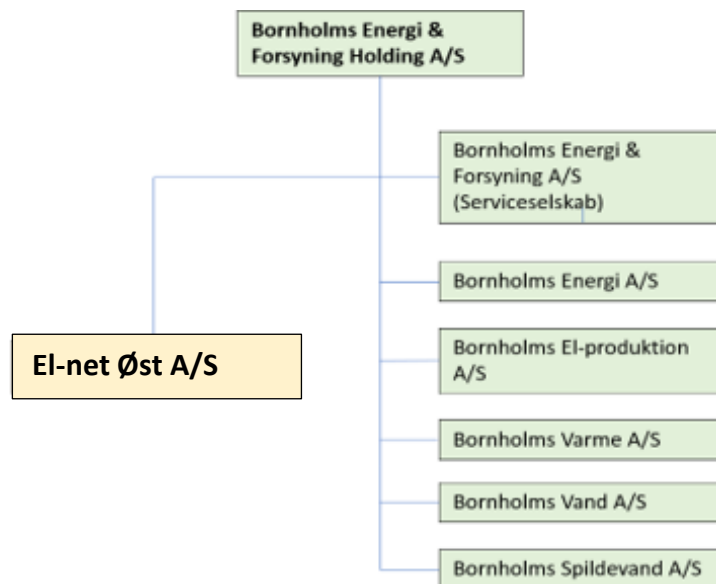 Bornholms Energi &
Forsyning Holding A/S
Bornholms Energi &
Forsyning A/S
(Serviceselskab)
Bornholms Energi A/S
El-net Øst A/S
Bornholms El-produktion
A/S
Bornholms Varme A/S
Bornholms Vand A/S
Bornholms Spildevand A/S